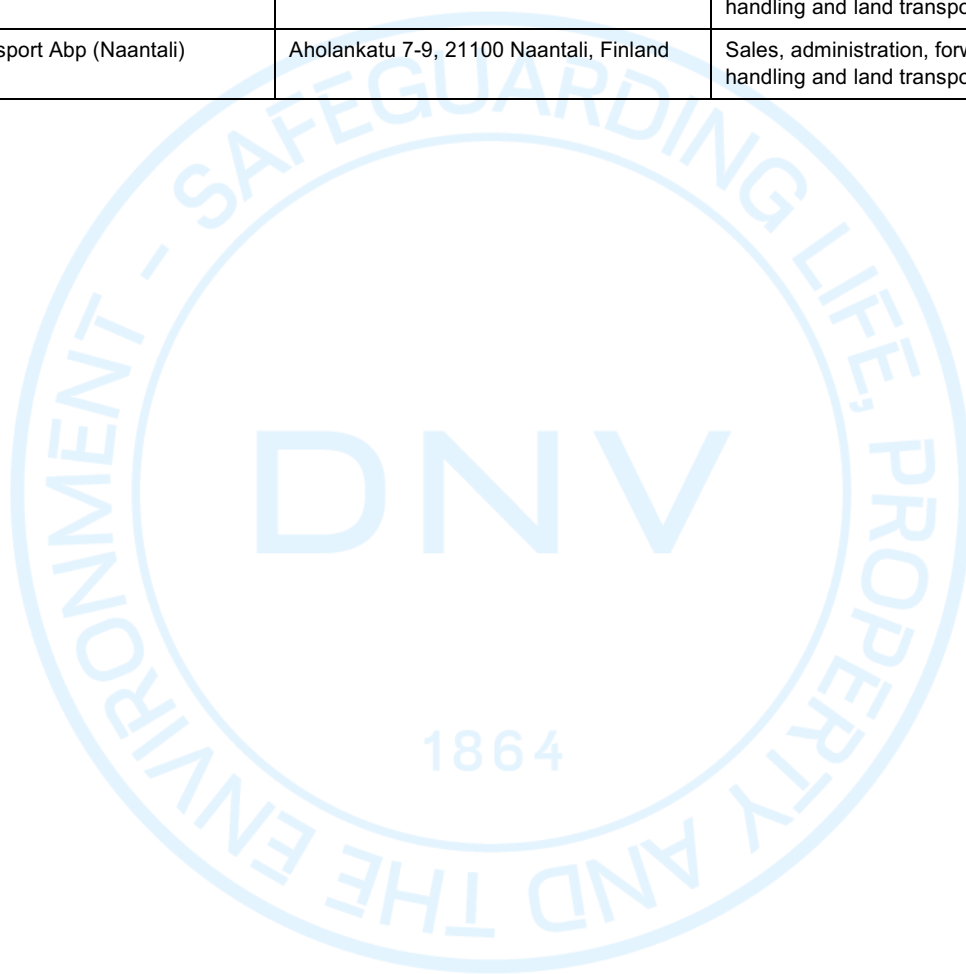 handling and land transpo
sport Abp (Naantali) Aholankatu 7-9, 21100 Naantali, Finland Sales, administration, forw
handling and land transpo
SAFEGUARDING LIFE, PROPERTY AND THE ENVIRONMENT -
DNV
1864